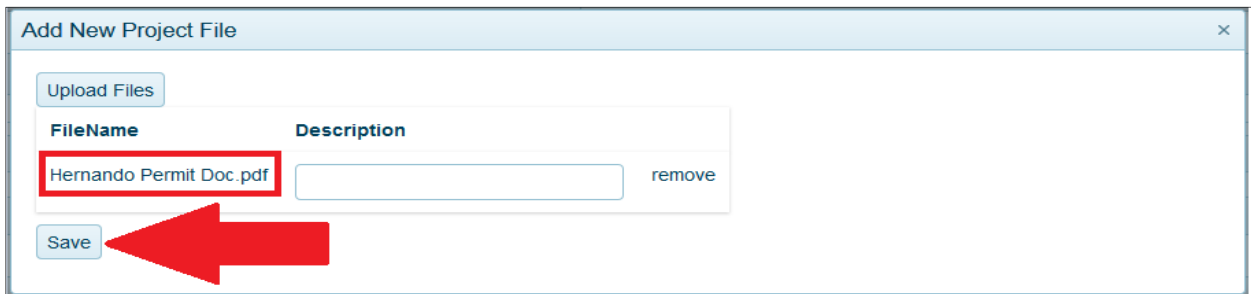 Add New Project File ×
Upload Files
FileName Description
Hernando Permit Doc.pdf remove
Save